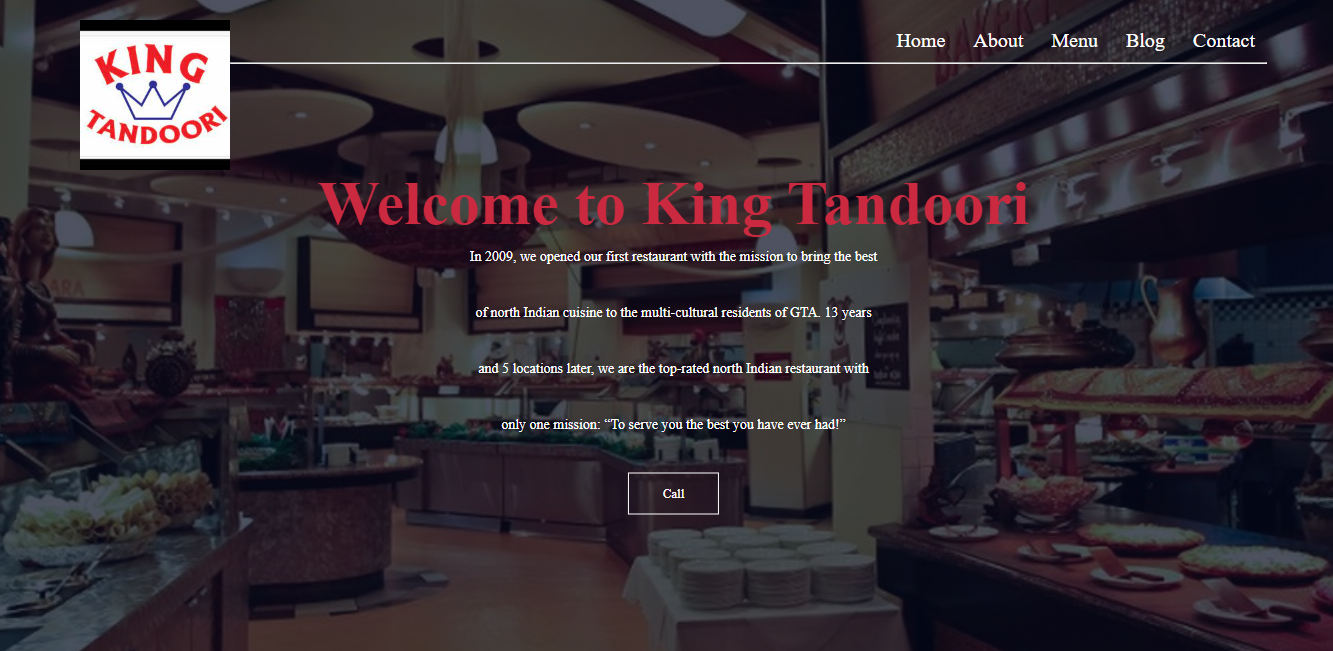 KING
TANDOORI
Home About Menu Blog Contact
Welcome to King Tandoori
In 2009, we opened our first restaurant with the mission to bring the best
of north Indian cuisine to the multi-cultural residents of GTA. 13 years
and 5 locations later, we are the top-rated north Indian restaurant with
only one mission: “To serve you the best you have ever had!”
Call